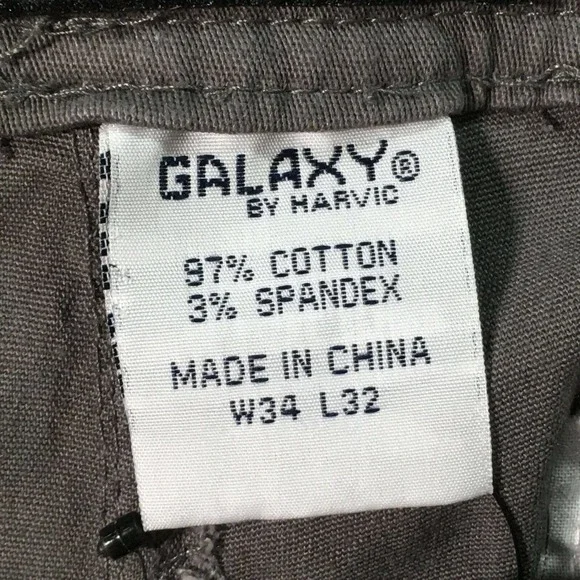 GALAXY®
BY HARVIC
97% COTTON
3% SPANDEX
MADE IN CHINA
W34 L32